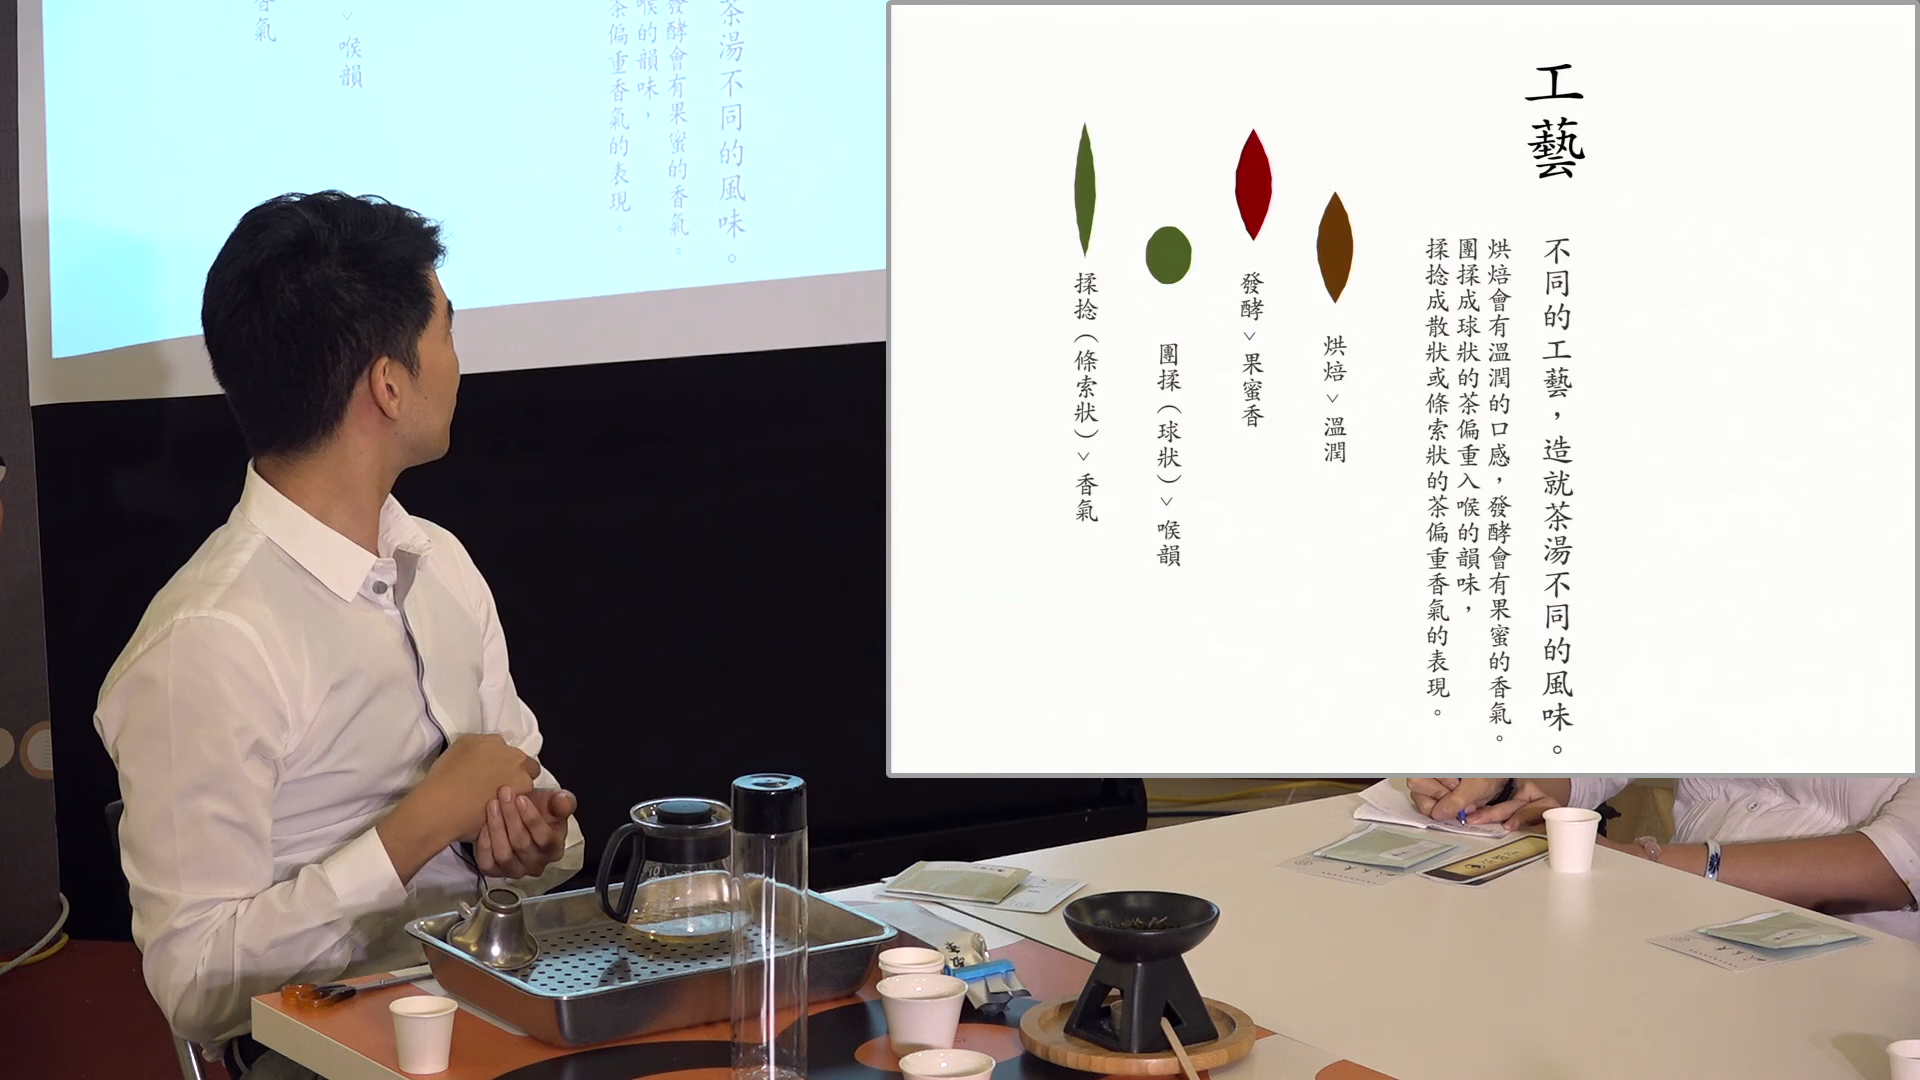 工藝
不同的工藝，造就茶湯不同的風味。
烘焙會有溫潤的口感，發酵會有果蜜的香氣。
團揉成球狀的茶偏重入喉的韻味，
揉捻成散狀或條索狀的茶偏重香氣的表現。
烘焙>溫潤
發酵>果蜜香
團揉（球狀）>喉韻
揉捻（條索狀）>香氣
茶湯不同的風味。
發酵會有果蜜的香氣。
喉的韻味，
茶偏重香氣的表現。
>喉韻
香氣